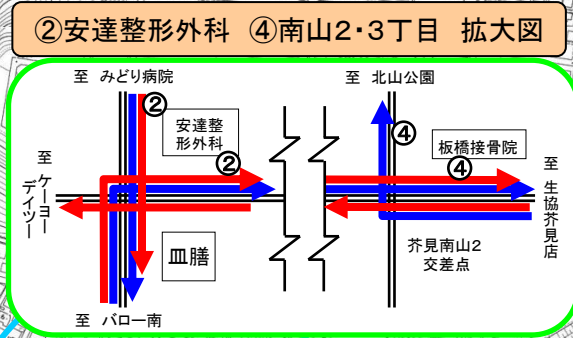 ②安達整形外科 ④南山2・3丁目 拡大図
至 みどり病院
至 北山公園
②
安達整
形外科
②
④
板橋接骨院
④
至 ケーヨー
デイツー
至 生協芥見店
皿膳
芥見南山2
交差点
至 バロー南